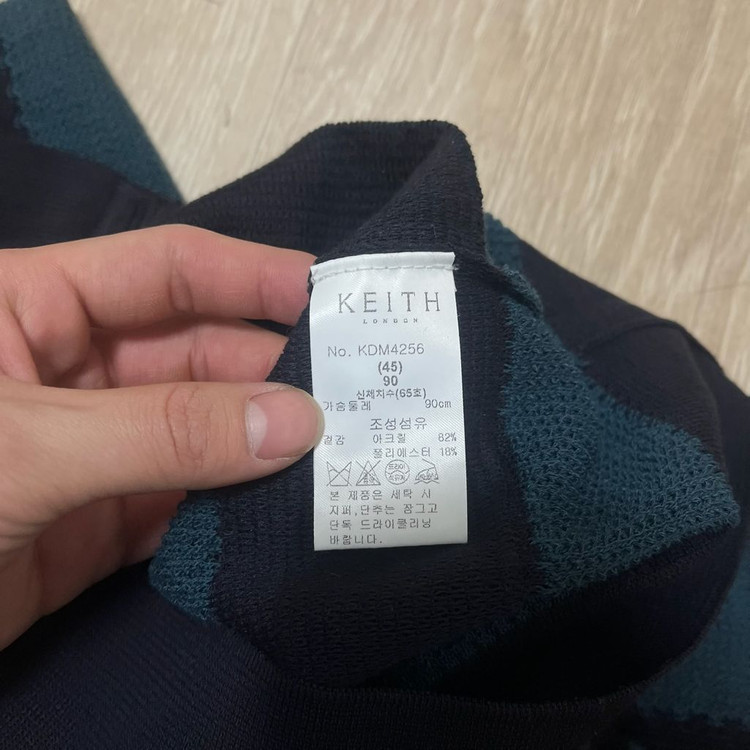 KEITH
LONDON
No. KDM4256
(45)
90
신체치수(65호)
가슴둘레 90cm
조성섬유
겉감 아크릴 82%
폴리에스터 18%
본 제품은 세탁 시
지퍼,단추는 잠그고
단독 드라이클리닝
바랍니다.